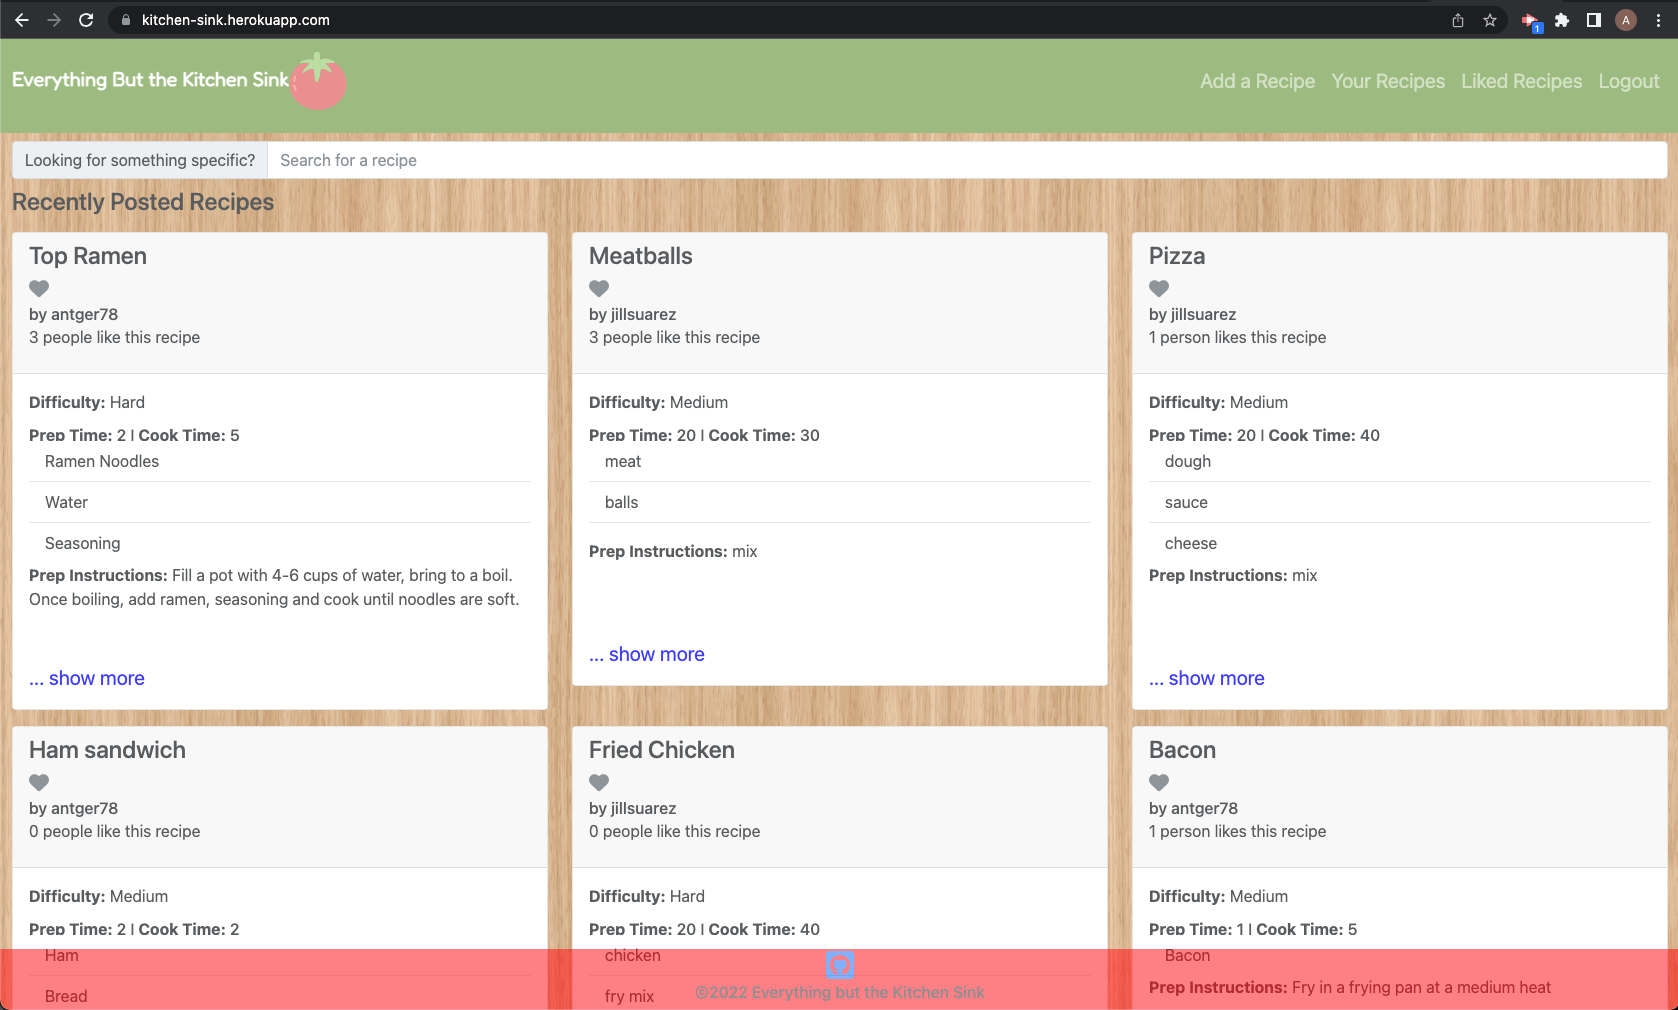 kitchen-sink.herokuapp.com
1
A
Everything But the Kitchen Sink
Add a Recipe Your Recipes Liked Recipes Logout
Looking for something specific? Search for a recipe
Recently Posted Recipes
Top Ramen
by antger78
3 people like this recipe
Difficulty: Hard
Prep Time: 2 | Cook Time: 5
Ramen Noodles
Water
Seasoning
Prep Instructions: Fill a pot with 4-6 cups of water, bring to a boil.
Once boiling, add ramen, seasoning and cook until noodles are soft.
... show more
Meatballs
by jillsuarez
3 people like this recipe
Difficulty: Medium
Prep Time: 20 | Cook Time: 30
meat
balls
Prep Instructions: mix
... show more
Pizza
by jillsuarez
1 person likes this recipe
Difficulty: Medium
Prep Time: 20 | Cook Time: 40
dough
sauce
cheese
Prep Instructions: mix
... show more
Ham sandwich
by antger78
0 people like this recipe
Difficulty: Medium
Prep Time: 2 | Cook Time: 2
Ham
Bread
Fried Chicken
by jillsuarez
0 people like this recipe
Difficulty: Hard
Prep Time: 20 | Cook Time: 40
chicken
fry mix
Bacon
by antger78
1 person likes this recipe
Difficulty: Medium
Prep Time: 1 | Cook Time: 5
Bacon
Prep Instructions: Fry in a frying pan at a medium heat
©2022 Everything but the Kitchen Sink